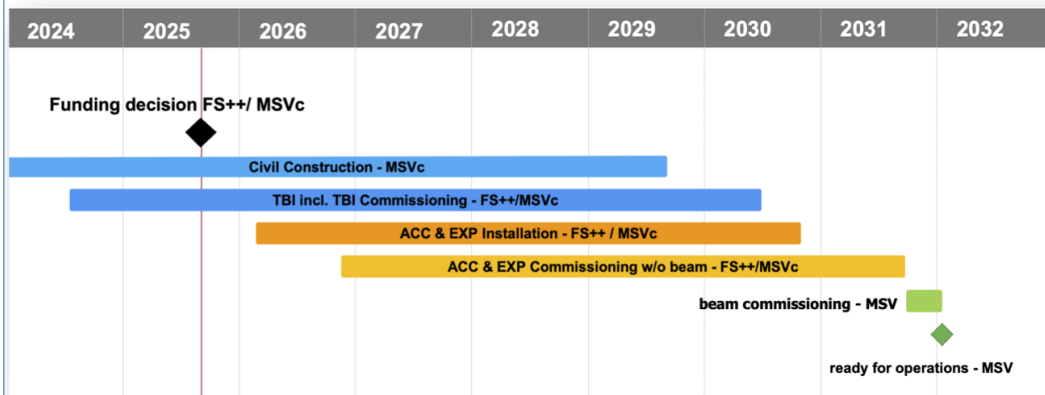 2024 2025 2026 2027 2028 2029 2030 2031 2032
Funding decision FS++/ MSVc
Civil Construction - MSVc
TBI incl. TBI Commissioning - FS++/MSVc
ACC & EXP Installation - FS++ / MSVc
ACC & EXP Commissioning w/o beam - FS++/MSVc
beam commissioning - MSV
ready for operations - MSV